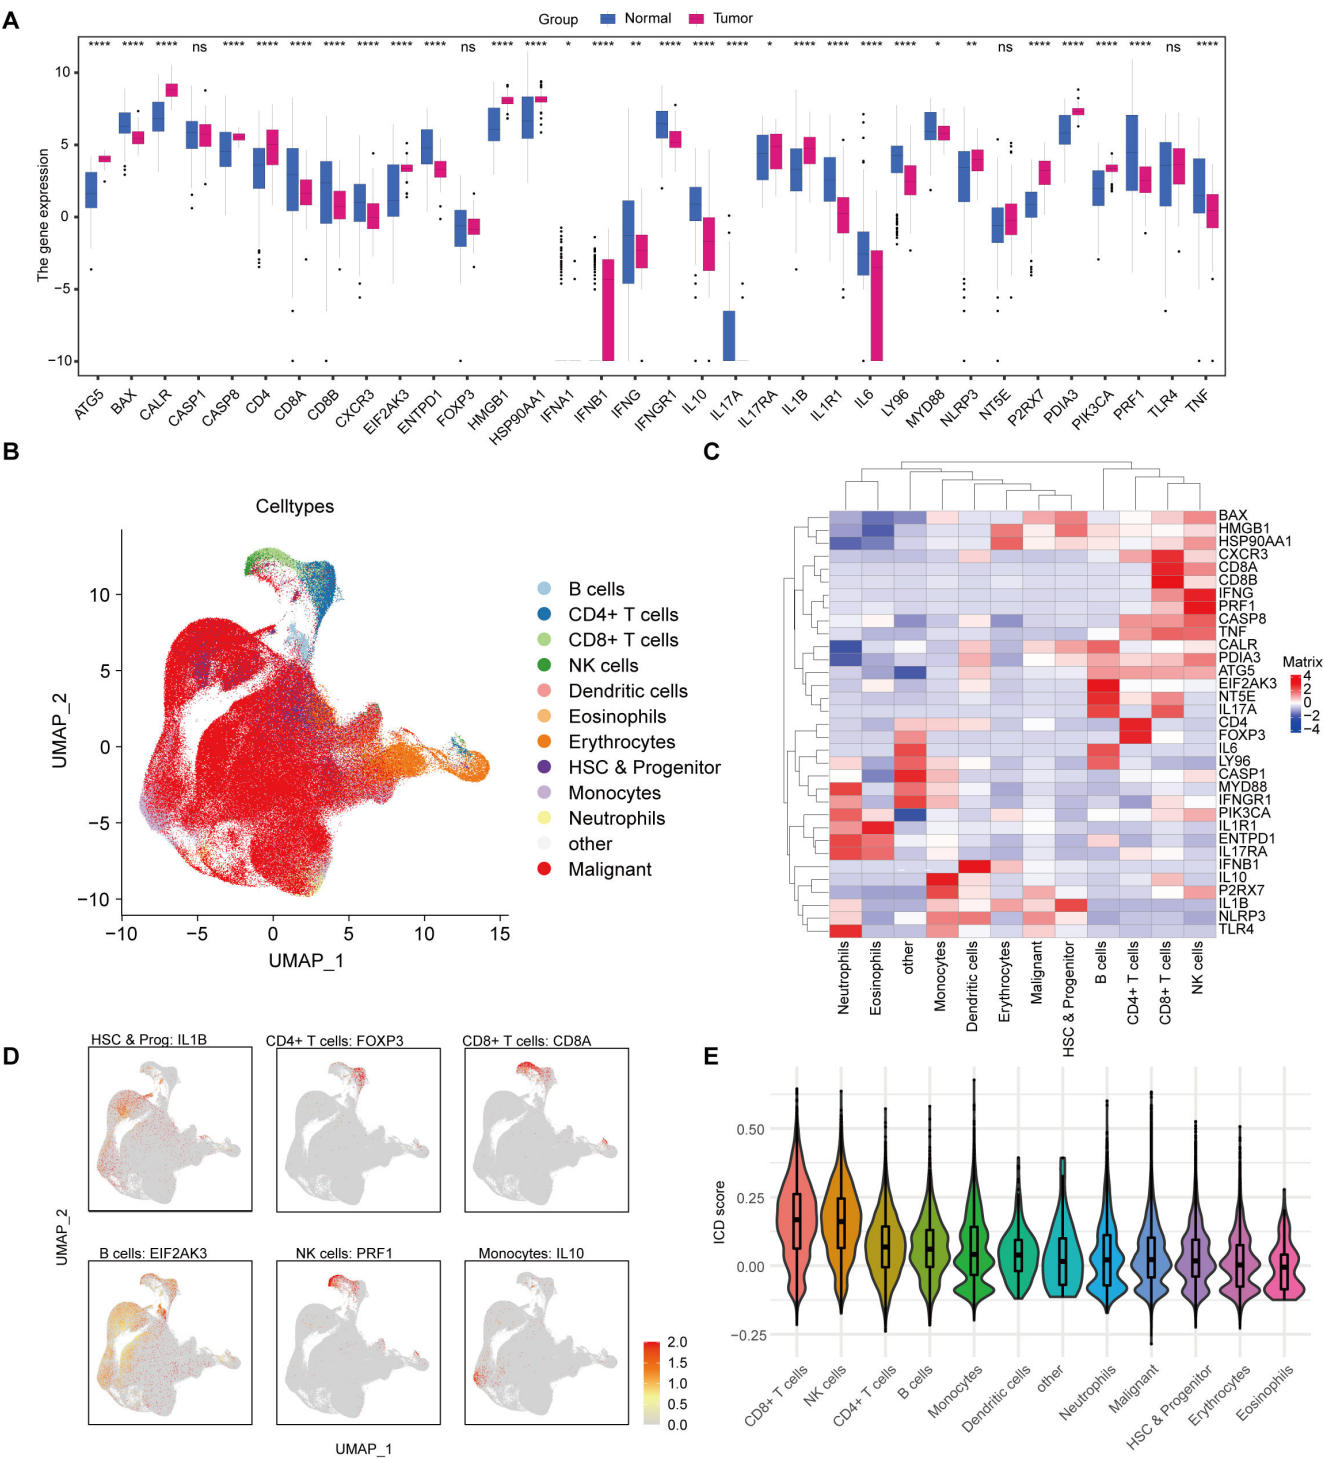 A
Group Normal Tumor
**** **** **** ns **** **** **** **** **** **** **** ns **** **** * **** ** **** **** **** * **** **** **** **** * ** ns **** **** **** **** ns ****
The gene expression
10
5
0
−5
−10
ATG5 BAX CALR CASP1 CASP8 CD4 CD8A CD8B CXCR3 EIF2AK3 ENTPD1 FOXP3 HMGB1 HSP90AA1 IFNA1 IFNB1 IFNG IFNGR1 IL10 IL17A IL17RA IL1B IL1R1 IL6 LY96 MYD88 NLRP3 NT5E P2RX7 PDIA3 PIK3CA PRF1 TLR4 TNF
B
Celltypes
UMAP_2
10
5
0
−5
−10
−10 −5 0 5 10 15
UMAP_1
B cells
CD4+ T cells
CD8+ T cells
NK cells
Dendritic cells
Eosinophils
Erythrocytes
HSC & Progenitor
Monocytes
Neutrophils
other
Malignant
C
BAX
HMGB1
HSP90AA1
CXCR3
CD8A
CD8B
IFNG
PRF1
CASP8
TNF
CALR
PDIA3
ATG5
EIF2AK3
NT5E
IL17A
CD4
FOXP3
IL6
LY96
CASP1
MYD88
IFNGR1
PIK3CA
IL1R1
ENTPD1
IL17RA
IFNB1
IL10
P2RX7
IL1B
NLRP3
TLR4
Matrix
4
2
0
−2
−4
Neutrophils Eosinophils other Monocytes Dendritic cells Erythrocytes Malignant HSC & Progenitor B cells CD4+ T cells CD8+ T cells NK cells
D
HSC & Prog: IL1B CD4+ T cells: FOXP3 CD8+ T cells: CD8A
B cells: EIF2AK3 NK cells: PRF1 Monocytes: IL10
UMAP_2
UMAP_1
2.0
1.5
1.0
0.5
0.0
E
ICD score
0.50
0.25
0.00
−0.25
CD8+ T cells NK cells CD4+ T cells B cells Monocytes Dendritic cells other Neutrophils Malignant HSC & Progenitor Erythrocytes Eosinophils